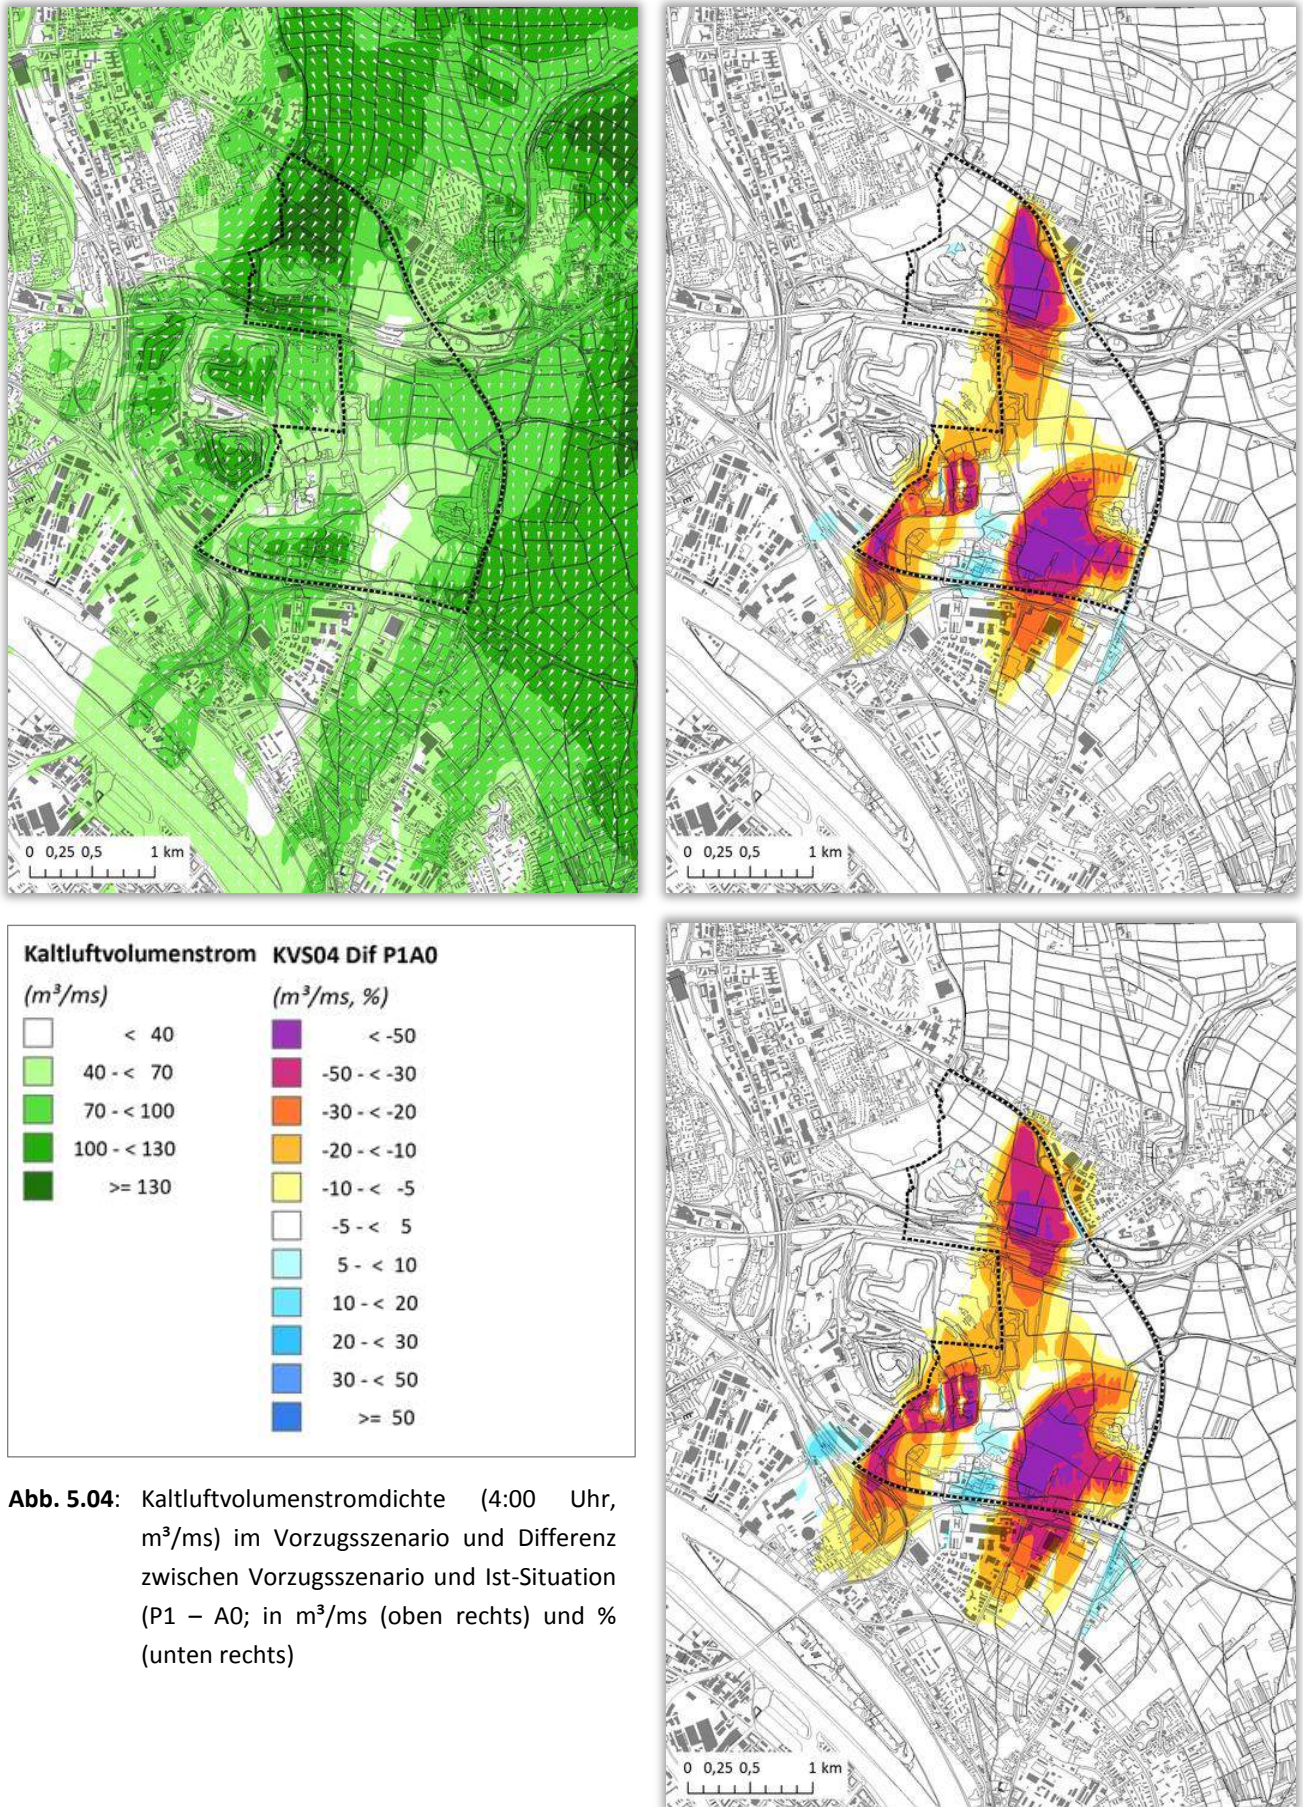 0 0,25 0,5 1 km
0 0,25 0,5 1 km
Kaltluftvolumenstrom KVS04 Dif P1A0
(m³/ms) (m³/ms, %)
< 40 < -50
40 - < 70 -50 - < -30
70 - < 100 -30 - < -20
100 - < 130 -20 - < -10
>= 130 -10 - < -5
-5 - < 5
5 - < 10
10 - < 20
20 - < 30
30 - < 50
>= 50
Abb. 5.04: Kaltluftvolumenstromdichte (4:00 Uhr,
m³/ms) im Vorzugsszenario und Differenz
zwischen Vorzugsszenario und Ist-Situation
(P1 – A0; in m³/ms (oben rechts) und %
(unten rechts)
0 0,25 0,5 1 km